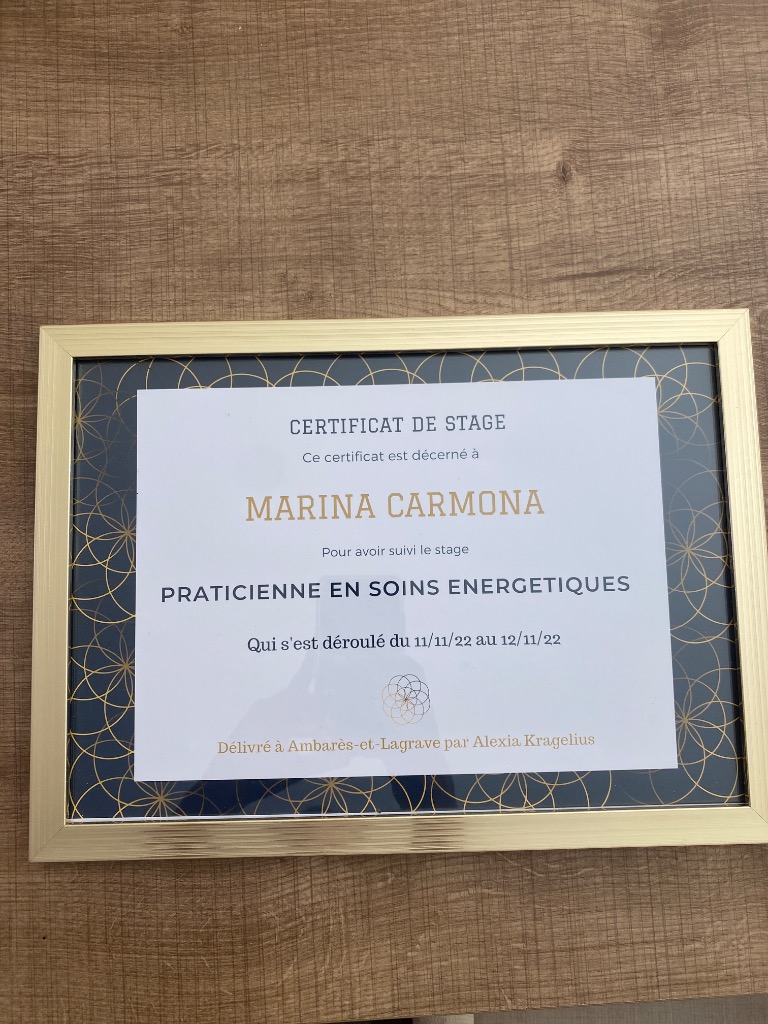 CERTIFICAT DE STAGE
Ce certificat est décerné à
MARINA CARMONA
Pour avoir suivi le stage
PRATICIENNE EN SOINS ENERGETIQUES
Qui s'est déroulé du 11/11/22 au 12/11/22
Délivré à Ambarès-et-Lagrave par Alexia Kragelius